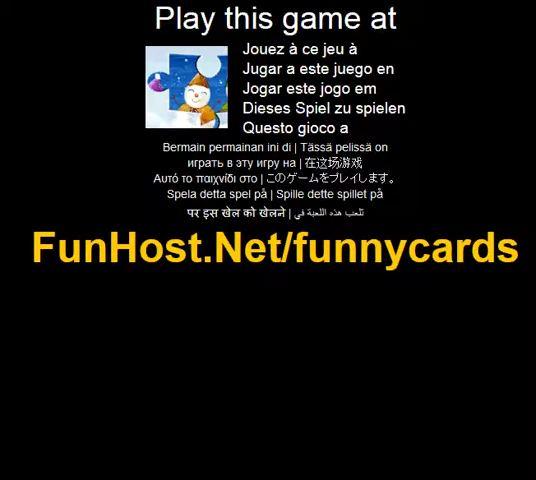 Play this game at
Jouez à ce jeu à
Jugar a este juego en
Jogar este jogo em
Dieses Spiel zu spielen
Questo gioco a
Bermain permainan ini di | Tässä pelissä on
играть в эту игру на | 在这场游戏
Αυτό το παιχνίδι στο | このゲームをプレイします。
Spela detta spel på | Spille dette spillet på
पर इस खेल को खेलने | تلعب هذه اللعبة في
FunHost.Net/funnycards